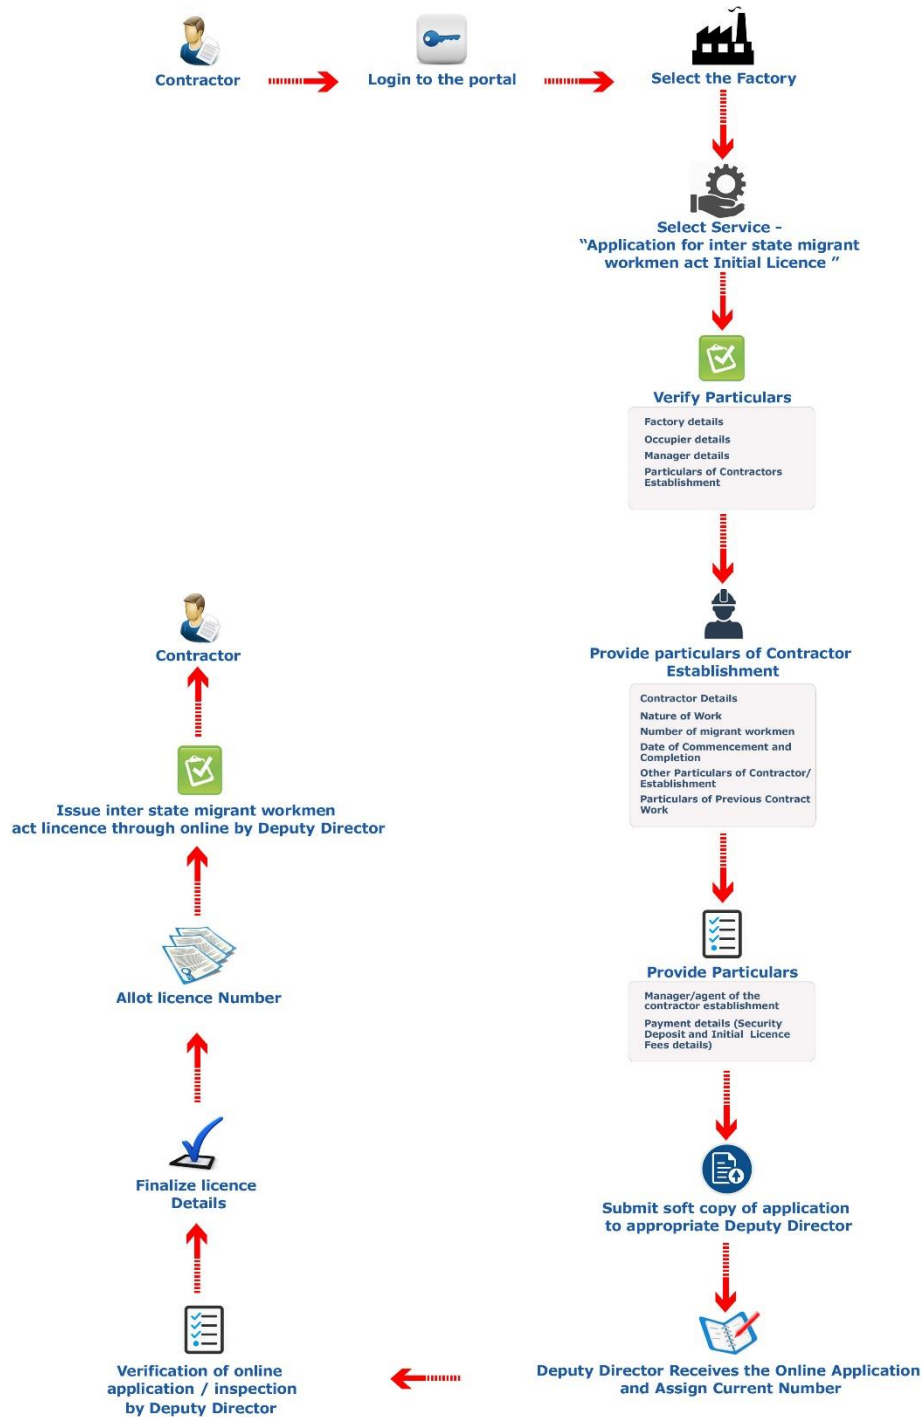 Contractor
Login to the portal
Select the Factory
Select Service -
“Application for inter state migrant
workmen act Initial Licence ”
Verify Particulars
Factory details
Occupier details
Manager details
Particulars of Contractors
Establishment
Provide particulars of Contractor
Establishment
Contractor Details
Nature of Work
Number of migrant workmen
Date of Commencement and
Completion
Other Particulars of Contractor/
Establishment
Particulars of Previous Contract
Work
Provide Particulars
Manager/agent of the
contractor establishment
Payment details (Security
Deposit and Initial Licence
Fees details)
Submit soft copy of application
to appropriate Deputy Director
Deputy Director Receives the Online Application
and Assign Current Number
Verification of online
application / inspection
by Deputy Director
Finalize licence
Details
Allot licence Number
Issue inter state migrant workmen
act lincence through online by Deputy Director
Contractor